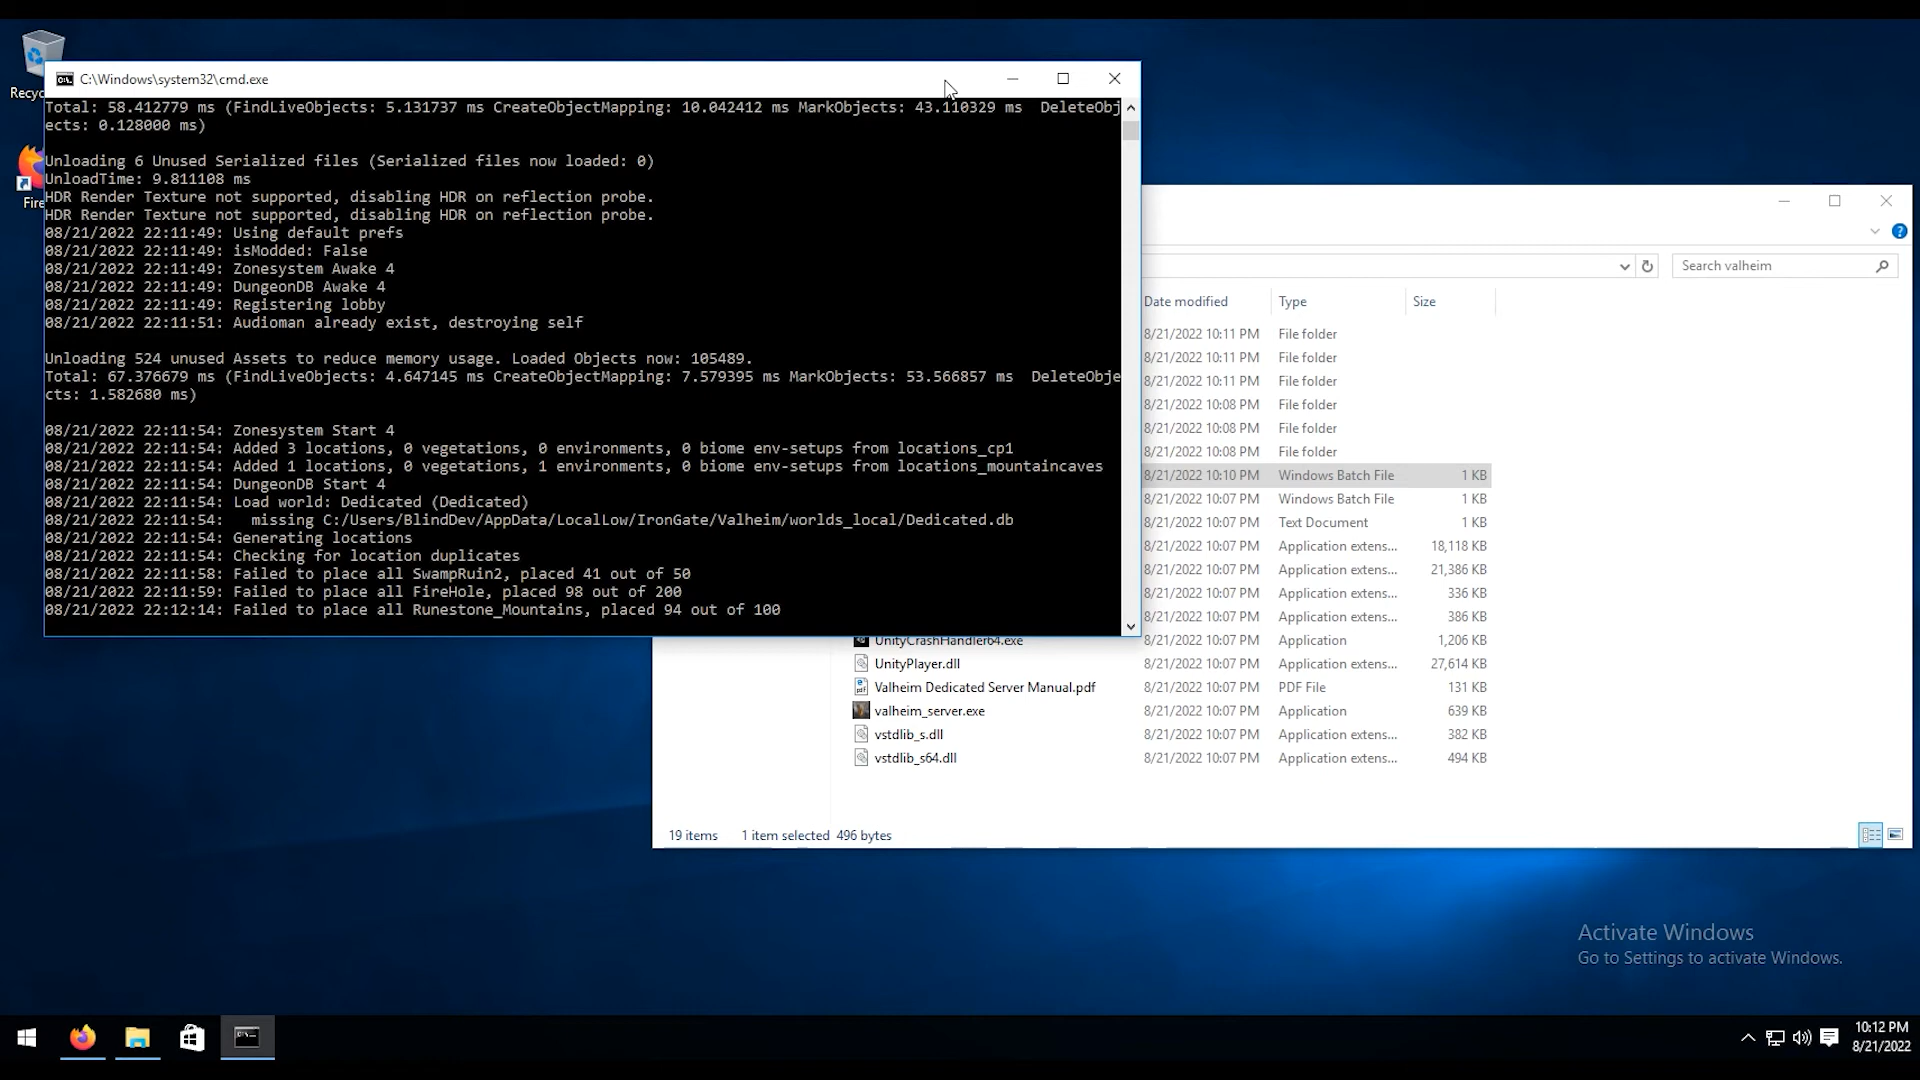 Recyc
Fire
C:\Windows\system32\cmd.exe
Total: 58.412779 ms (FindLiveObjects: 5.131737 ms CreateObjectMapping: 10.042412 ms MarkObjects: 43.110329 ms  DeleteObj
ects: 0.128000 ms)
Unloading 6 Unused Serialized files (Serialized files now loaded: 0)
UnloadTime: 9.811108 ms
HDR Render Texture not supported, disabling HDR on reflection probe.
HDR Render Texture not supported, disabling HDR on reflection probe.
08/21/2022 22:11:49: Using default prefs
08/21/2022 22:11:49: isModded: False
08/21/2022 22:11:49: Zonesystem Awake 4
08/21/2022 22:11:49: DungeonDB Awake 4
08/21/2022 22:11:49: Registering lobby
08/21/2022 22:11:51: Audioman already exist, destroying self
Unloading 524 unused Assets to reduce memory usage. Loaded Objects now: 105489.
Total: 67.376679 ms (FindLiveObjects: 4.647145 ms CreateObjectMapping: 7.579395 ms MarkObjects: 53.566857 ms  DeleteObje
cts: 1.582680 ms)
08/21/2022 22:11:54: Zonesystem Start 4
08/21/2022 22:11:54: Added 3 locations, 0 vegetations, 0 environments, 0 biome env-setups from locations_cp1
08/21/2022 22:11:54: Added 1 locations, 0 vegetations, 1 environments, 0 biome env-setups from locations_mountaincaves
08/21/2022 22:11:54: DungeonDB Start 4
08/21/2022 22:11:54: Load world: Dedicated (Dedicated)
08/21/2022 22:11:54:   missing C:/Users/BlindDev/AppData/LocalLow/IronGate/Valheim/worlds_local/Dedicated.db
08/21/2022 22:11:54: Generating locations
08/21/2022 22:11:54: Checking for location duplicates
08/21/2022 22:11:58: Failed to place all SwampRuin2, placed 41 out of 50
08/21/2022 22:11:59: Failed to place all FireHole, placed 98 out of 200
08/21/2022 22:12:14: Failed to place all Runestone_Mountains, placed 94 out of 100
Search valheim
Date modified Type Size
8/21/2022 10:11 PM File folder
8/21/2022 10:11 PM File folder
8/21/2022 10:11 PM File folder
8/21/2022 10:08 PM File folder
8/21/2022 10:08 PM File folder
8/21/2022 10:08 PM File folder
8/21/2022 10:10 PM Windows Batch File 1 KB
8/21/2022 10:07 PM Windows Batch File 1 KB
8/21/2022 10:07 PM Text Document 1 KB
8/21/2022 10:07 PM Application extens... 18,118 KB
8/21/2022 10:07 PM Application extens... 21,386 KB
8/21/2022 10:07 PM Application extens... 336 KB
8/21/2022 10:07 PM Application extens... 386 KB
UnityCrashHandler64.exe 8/21/2022 10:07 PM Application 1,206 KB
UnityPlayer.dll 8/21/2022 10:07 PM Application extens... 27,614 KB
Valheim Dedicated Server Manual.pdf 8/21/2022 10:07 PM PDF File 131 KB
valheim_server.exe 8/21/2022 10:07 PM Application 639 KB
vstdlib_s.dll 8/21/2022 10:07 PM Application extens... 382 KB
vstdlib_s64.dll 8/21/2022 10:07 PM Application extens... 494 KB
19 items 1 item selected 496 bytes
Activate Windows
Go to Settings to activate Windows.
10:12 PM
8/21/2022